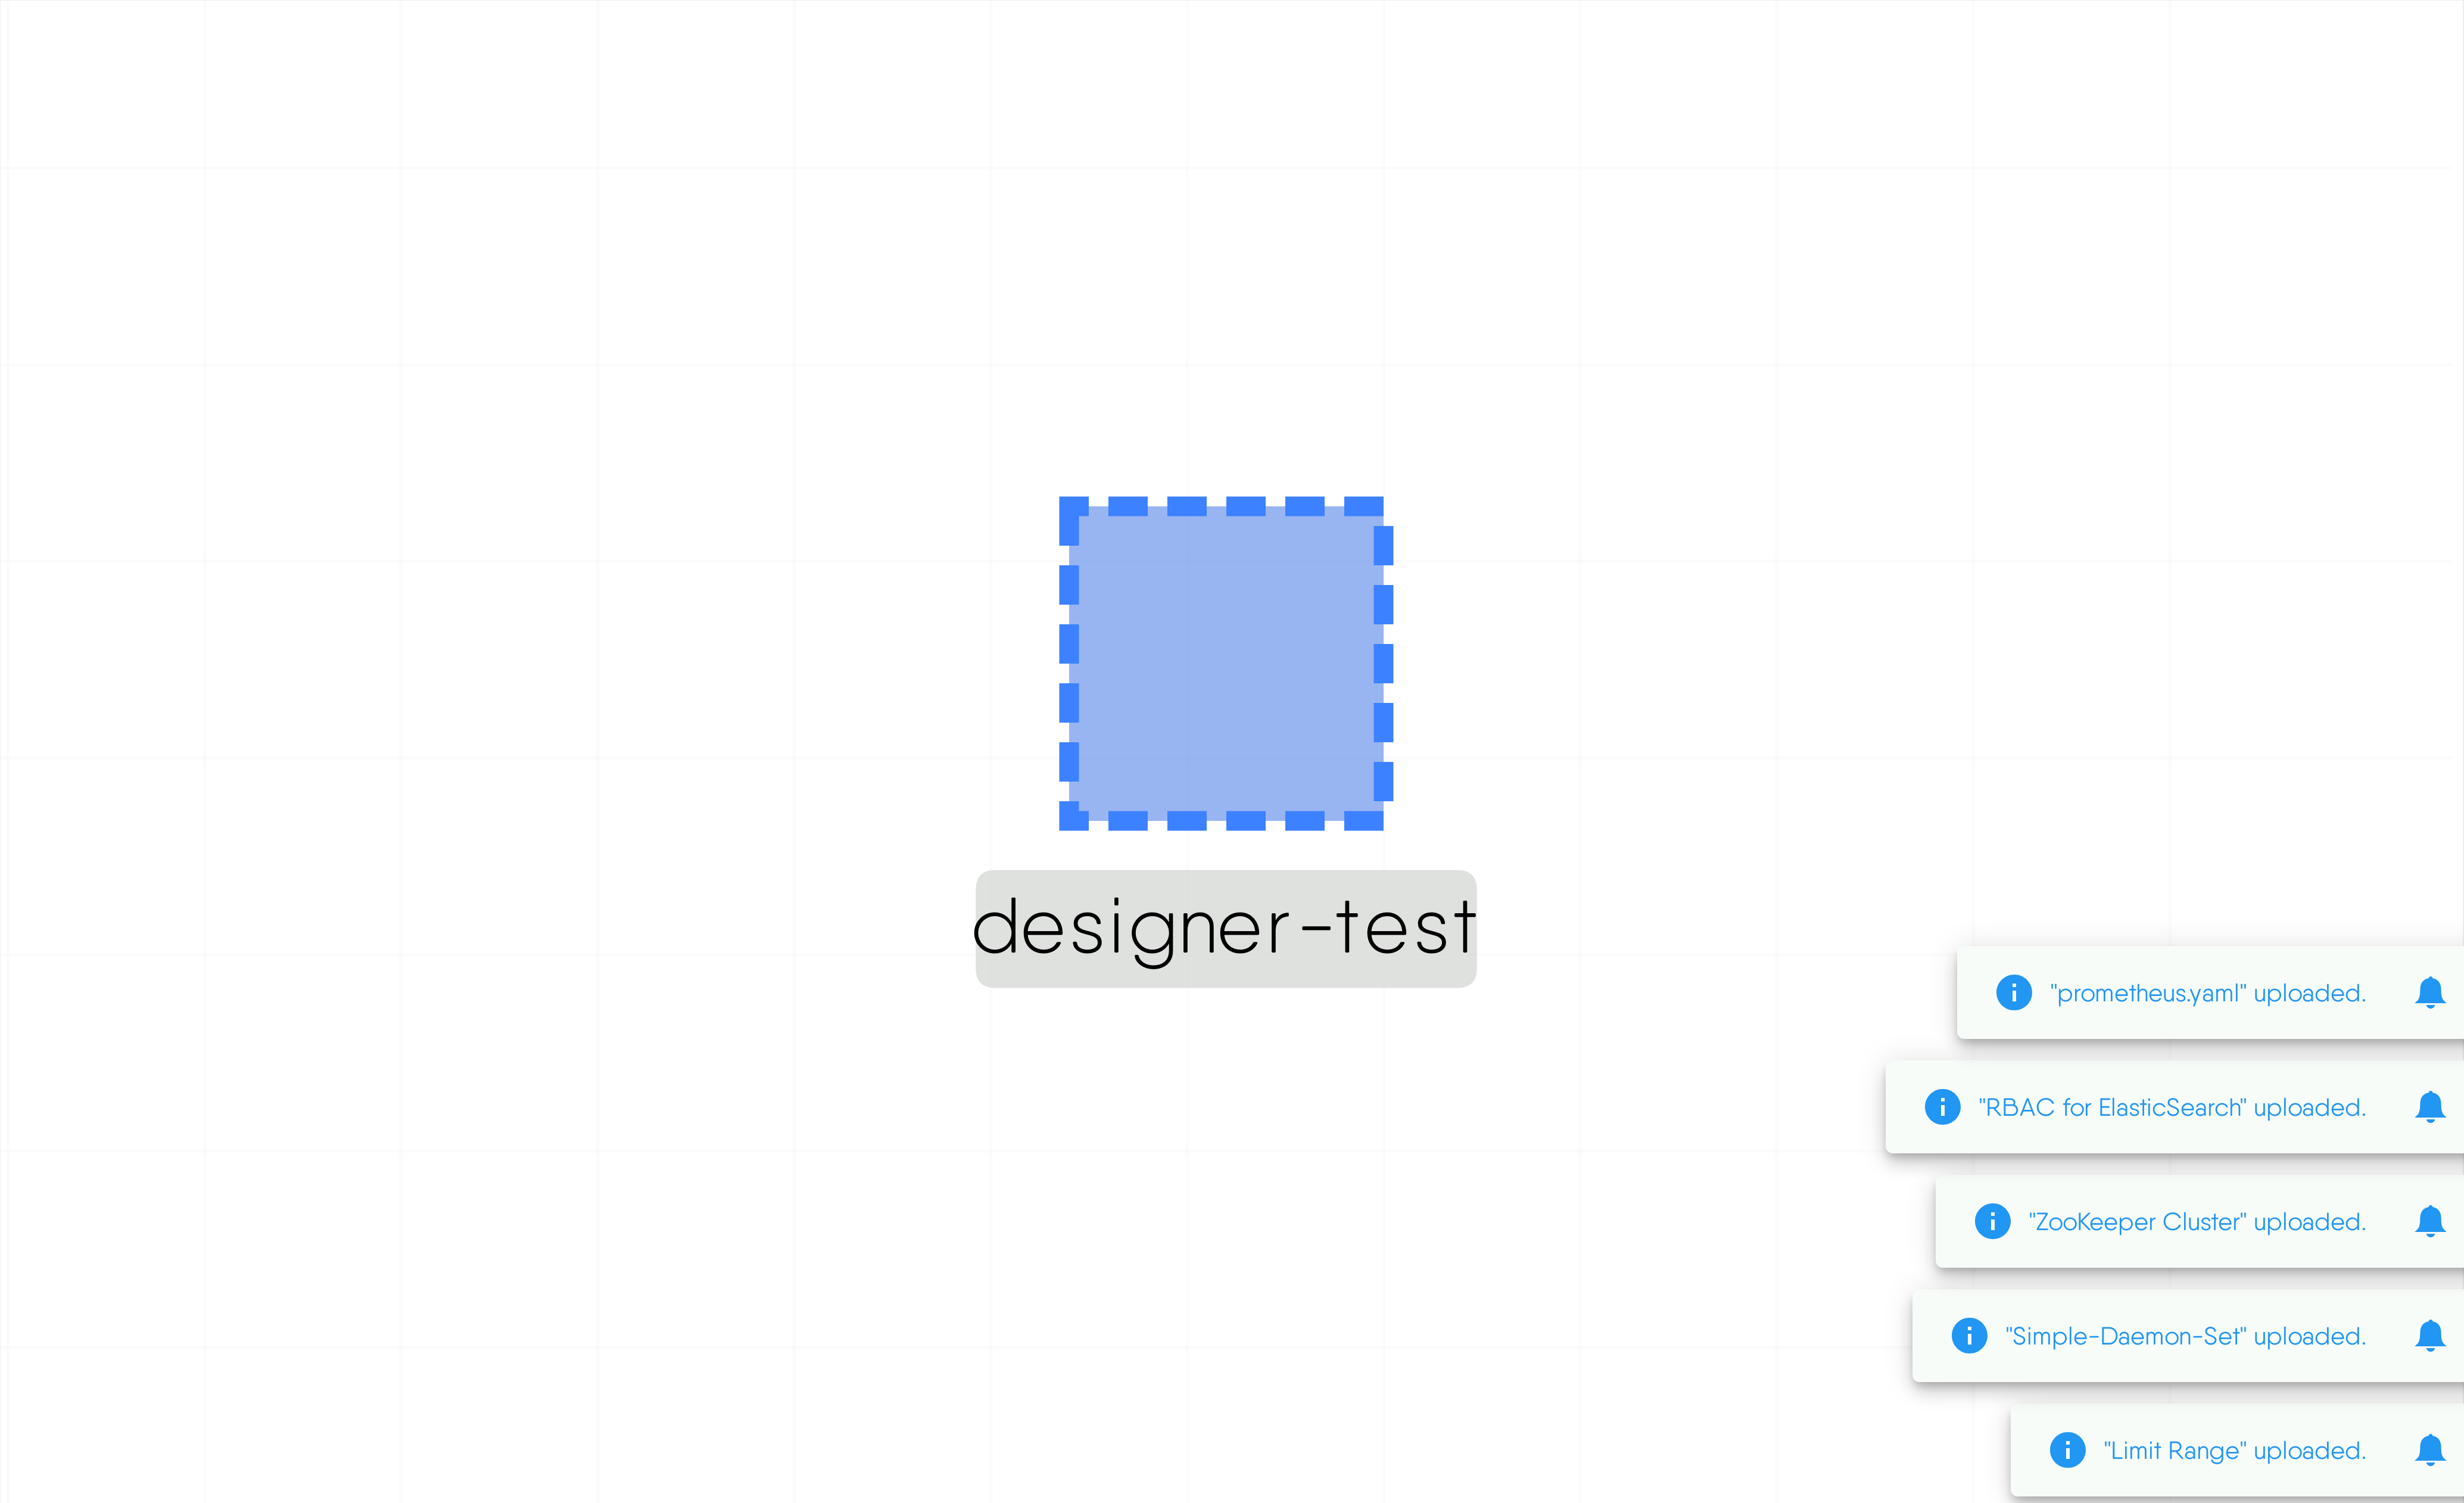 designer-test
"prometheus.yaml" uploaded.
"RBAC for ElasticSearch" uploaded.
"ZooKeeper Cluster" uploaded.
"Simple-Daemon-Set" uploaded.
"Limit Range" uploaded.